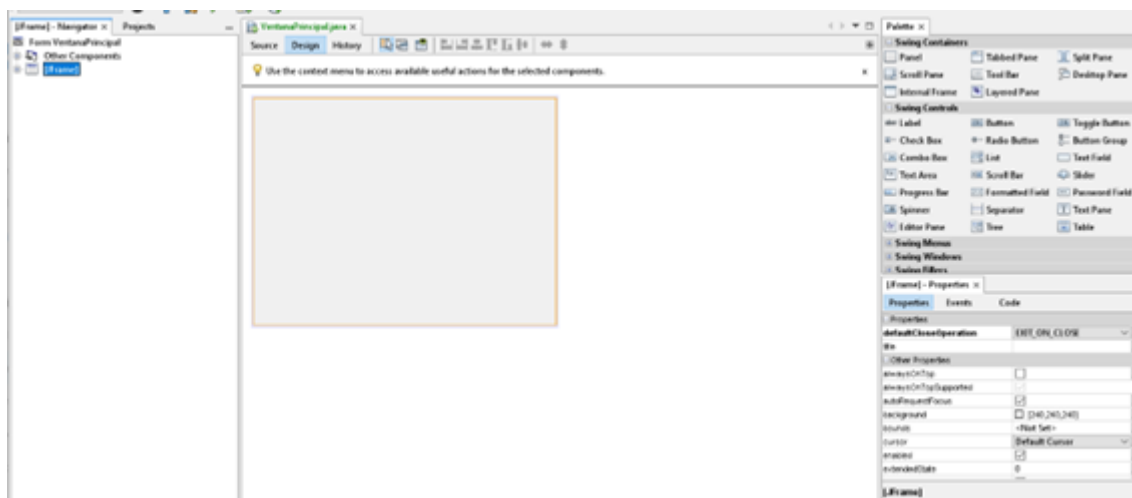 [JFrame] - Navigator × Projects
Form VentanaPrincipal
Other Components
[JFrame]
VentanaPrincipal.java ×
Source Design History
Use the context menu to access available useful actions for the selected components. ×
Palette ×
Swing Containers
Panel Tabbed Pane Split Pane
Scroll Pane Tool Bar Desktop Pane
Internal Frame Layered Pane
Swing Controls
label Label Button Toggle Button
Check Box Radio Button Button Group
Combo Box List Text Field
Text Area Scroll Bar Slider
Progress Bar Formatted Field Password Field
Spinner Separator Text Pane
Editor Pane Tree Table
Swing Menus
Swing Windows
Swing Fillers
[JFrame] - Properties ×
Properties Events Code
Properties
defaultCloseOperation EXIT_ON_CLOSE
title
Other Properties
alwaysOnTop
alwaysOnTopSupported
autoRequestFocus
background [240,240,240]
bounds <Not Set>
cursor Default Cursor
enabled
extendedState 0
[JFrame]